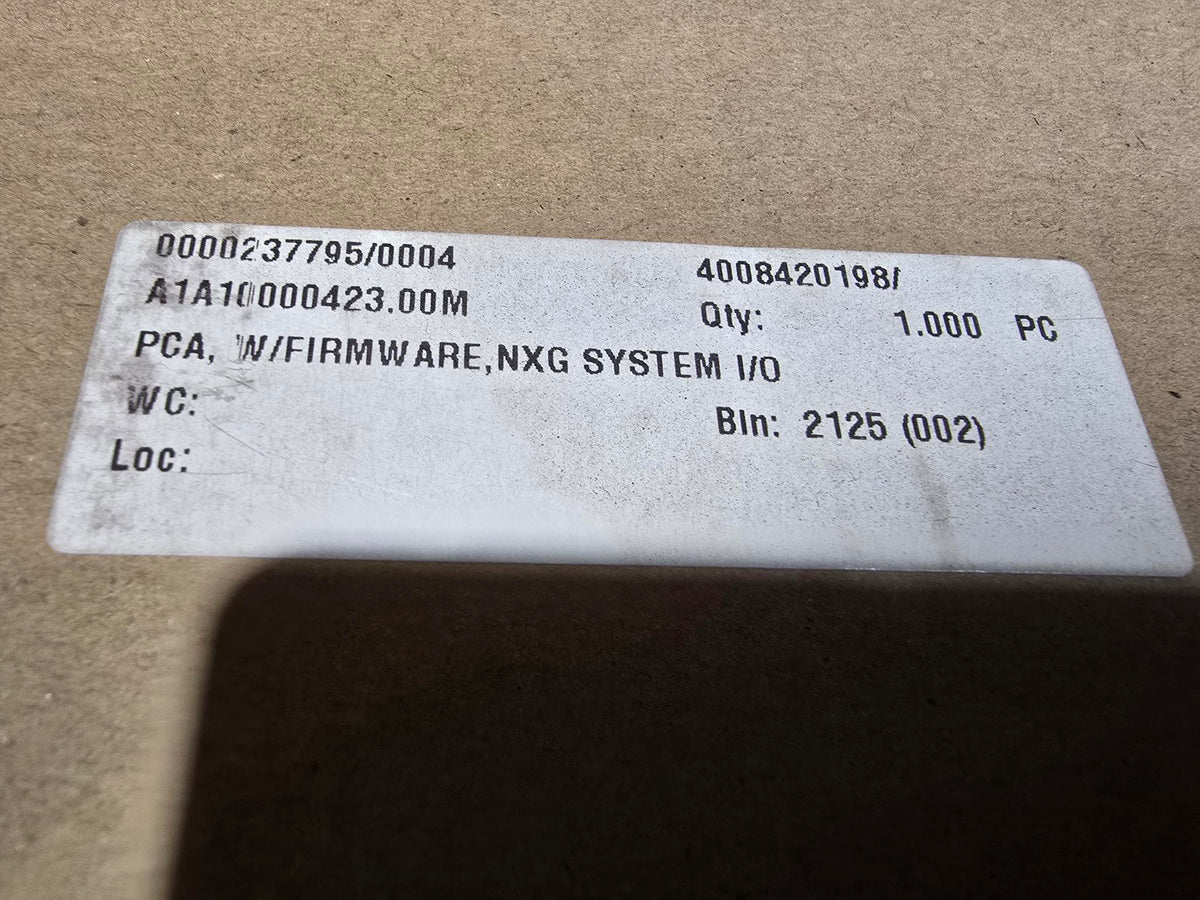 0000237795/0004 4008420198/
A1A10000423.00M Qty: 1.000 PC
PCA, W/FIRMWARE,NXG SYSTEM I/O
WC: Bin: 2125 (002)
Loc: